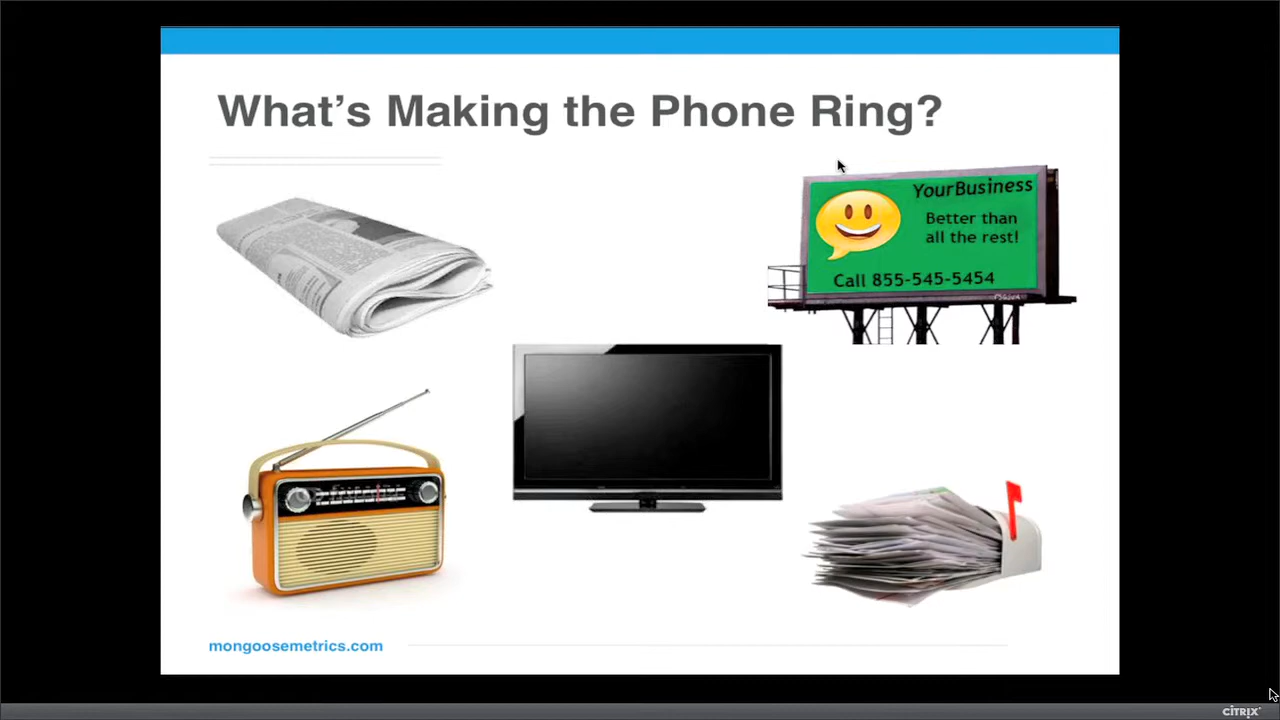 What's Making the Phone Ring?
YourBusiness
Better than
all the rest!
Call 855-545-5454
mongoosemetrics.com
CITRIX